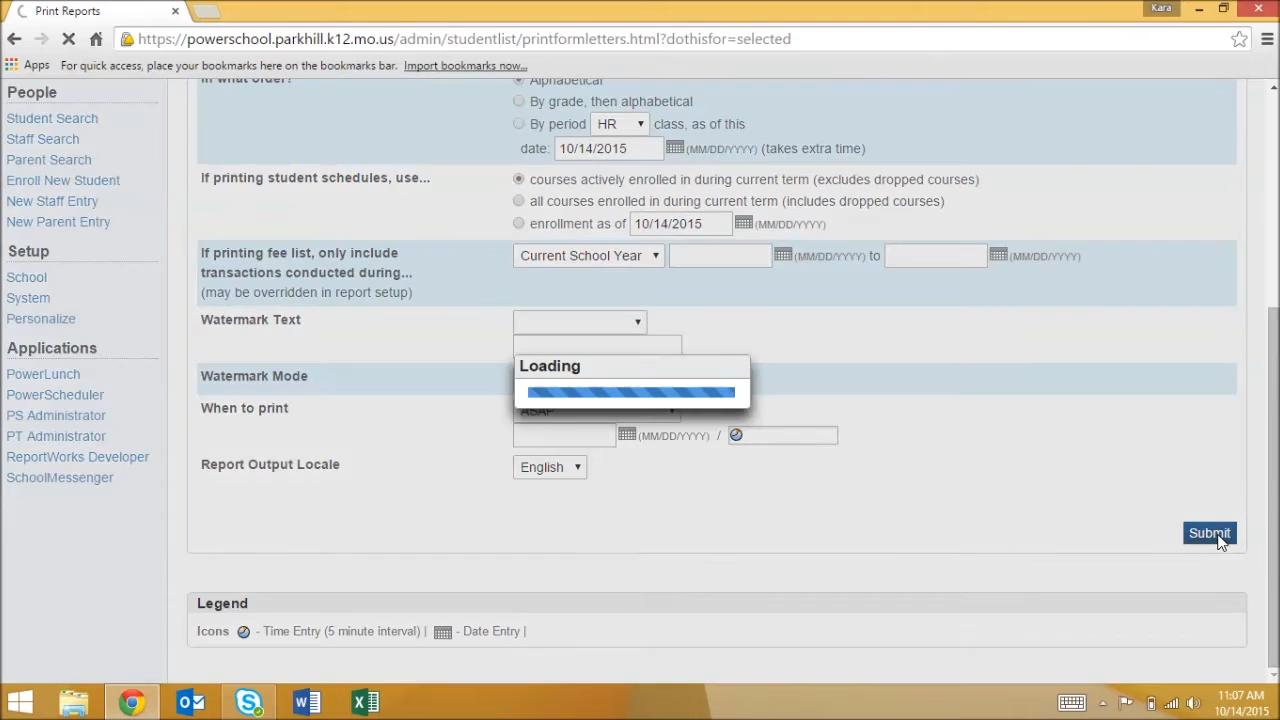 Print Reports
Kara
https://powerschool.parkhill.k12.mo.us/admin/studentlist/printformletters.html?dothisfor=selected
Apps For quick access, place your bookmarks here on the bookmarks bar. Import bookmarks now...
People
Student Search
Staff Search
Parent Search
Enroll New Student
New Staff Entry
New Parent Entry
Setup
School
System
Personalize
Applications
PowerLunch
PowerScheduler
PS Administrator
PT Administrator
ReportWorks Developer
SchoolMessenger
In what order?
Alphabetical
By grade, then alphabetical
By period HR class, as of this
date: 10/14/2015 (MM/DD/YYYY) (takes extra time)
If printing student schedules, use...
courses actively enrolled in during current term (excludes dropped courses)
all courses enrolled in during current term (includes dropped courses)
enrollment as of 10/14/2015 (MM/DD/YYYY)
If printing fee list, only include
transactions conducted during...
(may be overridden in report setup)
Current School Year (MM/DD/YYYY) to (MM/DD/YYYY)
Watermark Text
Loading
Watermark Mode
When to print
ASAP
(MM/DD/YYYY) /
Report Output Locale
English
Submit
Legend
Icons - Time Entry (5 minute interval) | - Date Entry |
11:07 AM
10/14/2015